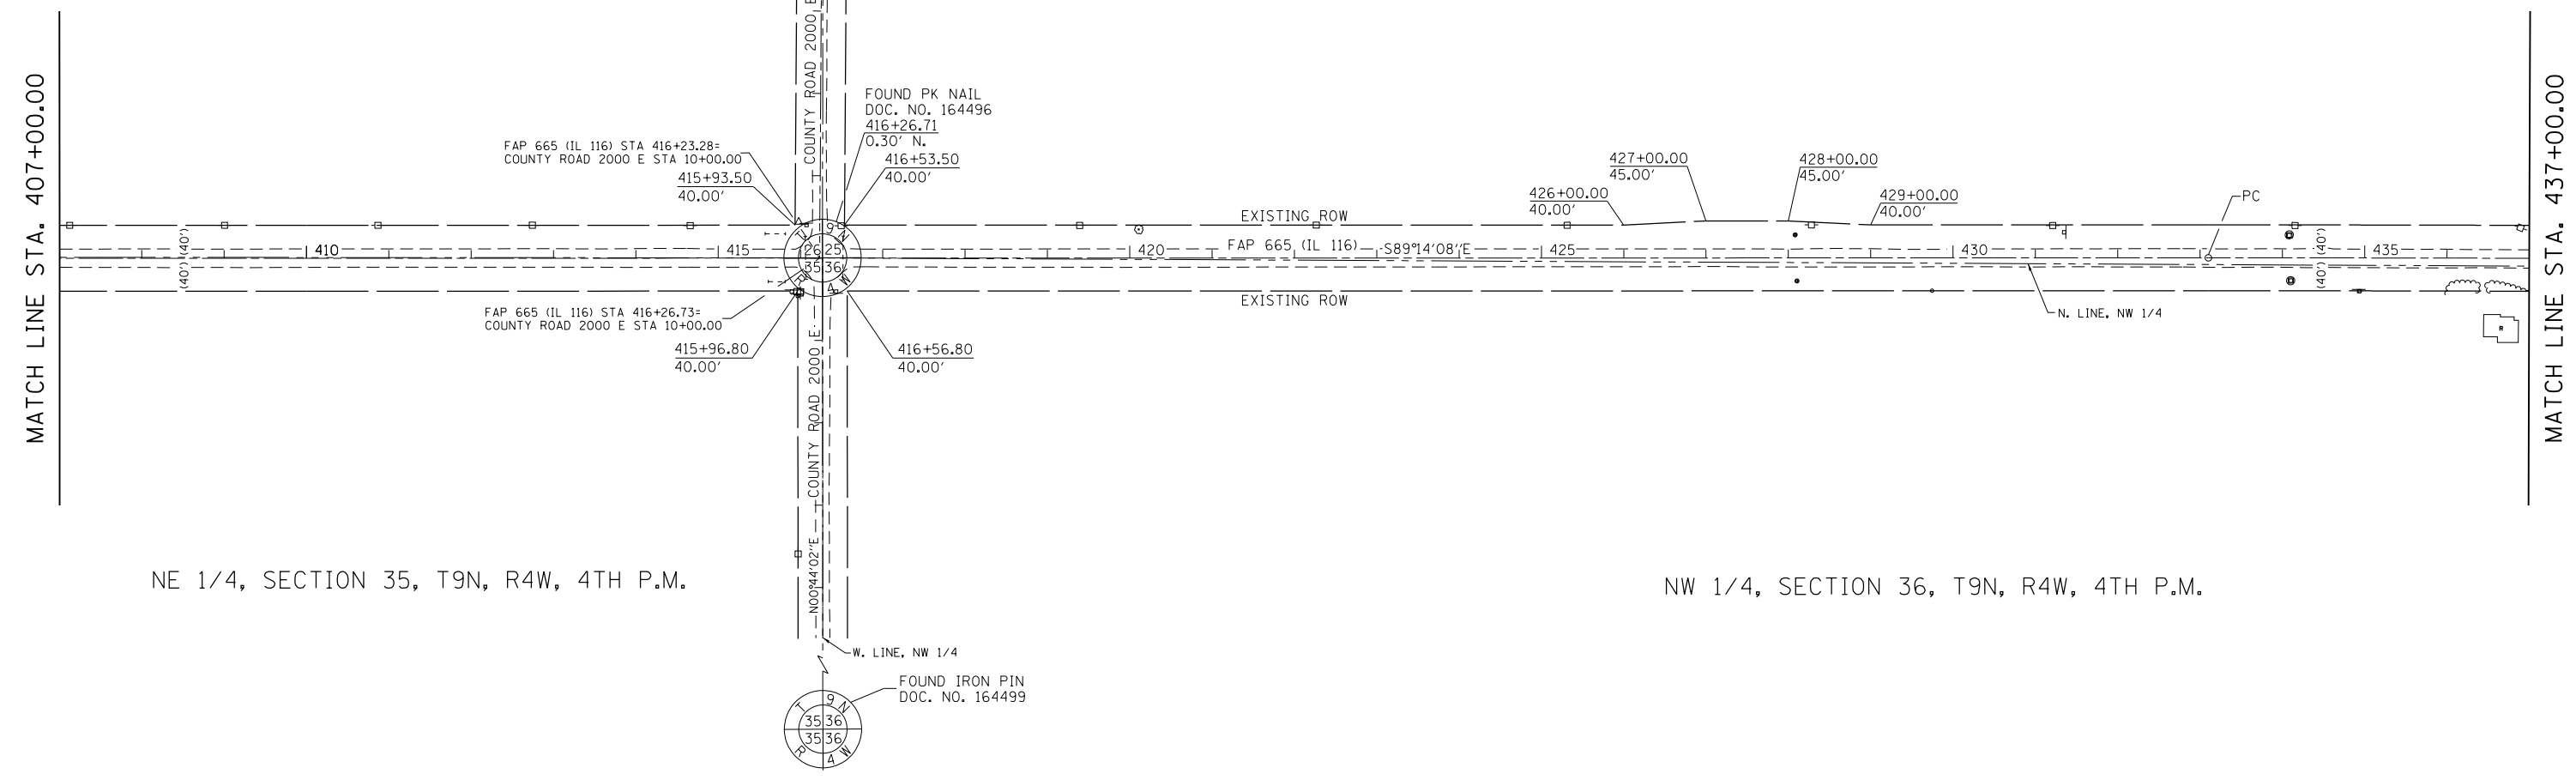 MATCH LINE STA. 407+00.00
MATCH LINE STA. 437+00.00
COUNTY ROAD 2000 E
FOUND PK NAIL
DOC. NO. 164496
416+26.71
0.30' N.
416+53.50
40.00'
FAP 665 (IL 116) STA 416+23.28=
COUNTY ROAD 2000 E STA 10+00.00
415+93.50
40.00'
427+00.00
45.00'
428+00.00
45.00'
426+00.00
40.00'
429+00.00
40.00'
PC
EXISTING ROW
T 9 N
26 25
35 36
R 4 W
(40') (40')
410
415
420
FAP 665 (IL 116)
S89°14'08"E
425
430
(40') (40')
435
EXISTING ROW
FAP 665 (IL 116) STA 416+26.73=
COUNTY ROAD 2000 E STA 10+00.00
N. LINE, NW 1/4
R
415+96.80
40.00'
416+56.80
40.00'
COUNTY ROAD 2000 E.
N00°44'02"E
NE 1/4, SECTION 35, T9N, R4W, 4TH P.M.
NW 1/4, SECTION 36, T9N, R4W, 4TH P.M.
W. LINE, NW 1/4
FOUND IRON PIN
DOC. NO. 164499
T 9 N
35 36
35 36
R 4 W